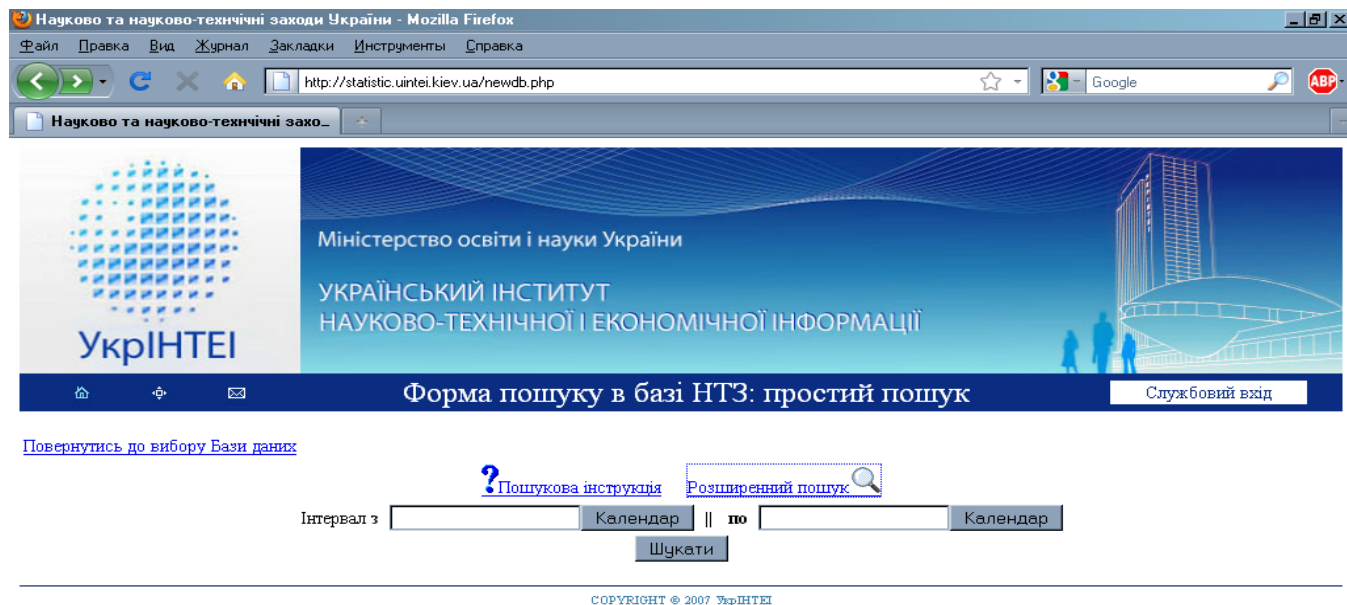 Науково та науково-технчічні заходи України - Mozilla Firefox
Файл Правка Вид Журнал Закладки Инструменты Справка
http://statistic.uintei.kiev.ua/newdb.php Google ABP
Науково та науково-технчічні захо...
Міністерство освіти і науки України
УКРАЇНСЬКИЙ ІНСТИТУТ
НАУКОВО-ТЕХНІЧНОЇ І ЕКОНОМІЧНОЇ ІНФОРМАЦІЇ
УкрІНТЕІ
Форма пошуку в базі НТЗ: простий пошук Службовий вхід
Повернутись до вибору Бази даних
?Пошукова інструкція Розширенний пошук
Інтервал з Календар || по Календар
Шукати
COPYRIGHT © 2007 УкрІНТЕІ